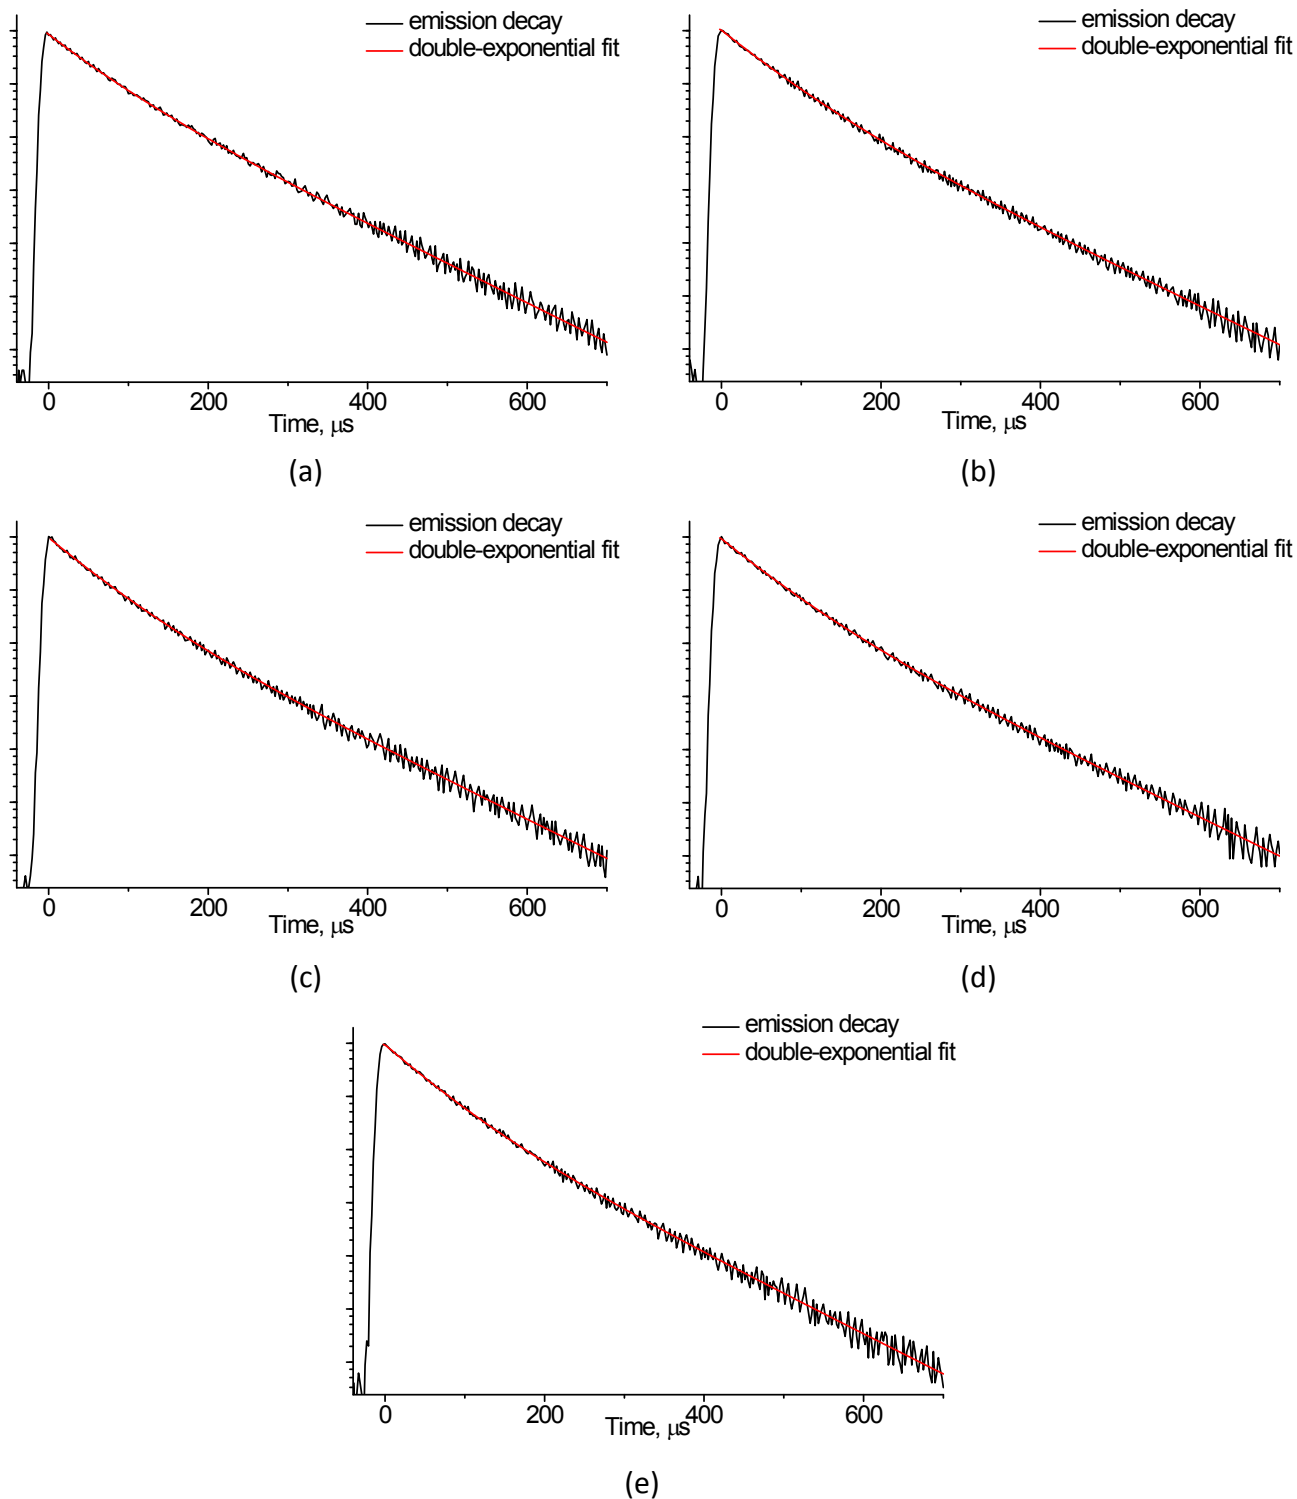 emission decay
double-exponential fit
0 200 400 600
Time, μs
(a)
emission decay
double-exponential fit
0 200 400 600
Time, μs
(b)
emission decay
double-exponential fit
0 200 400 600
Time, μs
(c)
emission decay
double-exponential fit
0 200 400 600
Time, μs
(d)
emission decay
double-exponential fit
0 200 400 600
Time, μs
(e)